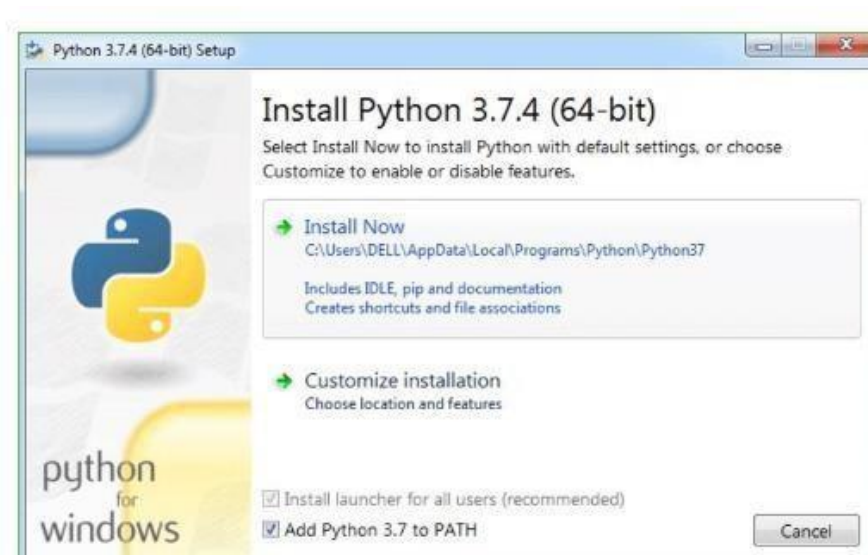 Python 3.7.4 (64-bit) Setup
Install Python 3.7.4 (64-bit)
Select Install Now to install Python with default settings, or choose
Customize to enable or disable features.
Install Now
C:\Users\DELL\AppData\Local\Programs\Python\Python37
Includes IDLE, pip and documentation
Creates shortcuts and file associations
Customize installation
Choose location and features
python
for
windows
Install launcher for all users (recommended)
Add Python 3.7 to PATH
Cancel